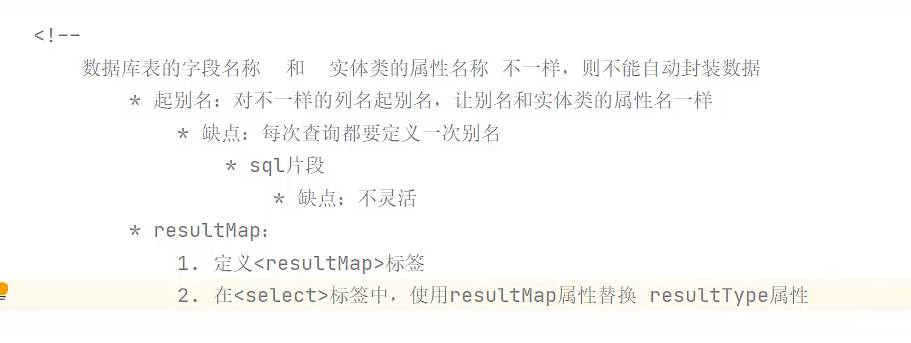 <!--
数据库表的字段名称 和 实体类的属性名称 不一样，则不能自动封装数据
* 起别名：对不一样的列名起别名，让别名和实体类的属性名一样
* 缺点：每次查询都要定义一次别名
* sql片段
* 缺点：不灵活
* resultMap：
1. 定义<resultMap>标签
2. 在<select>标签中，使用resultMap属性替换 resultType属性